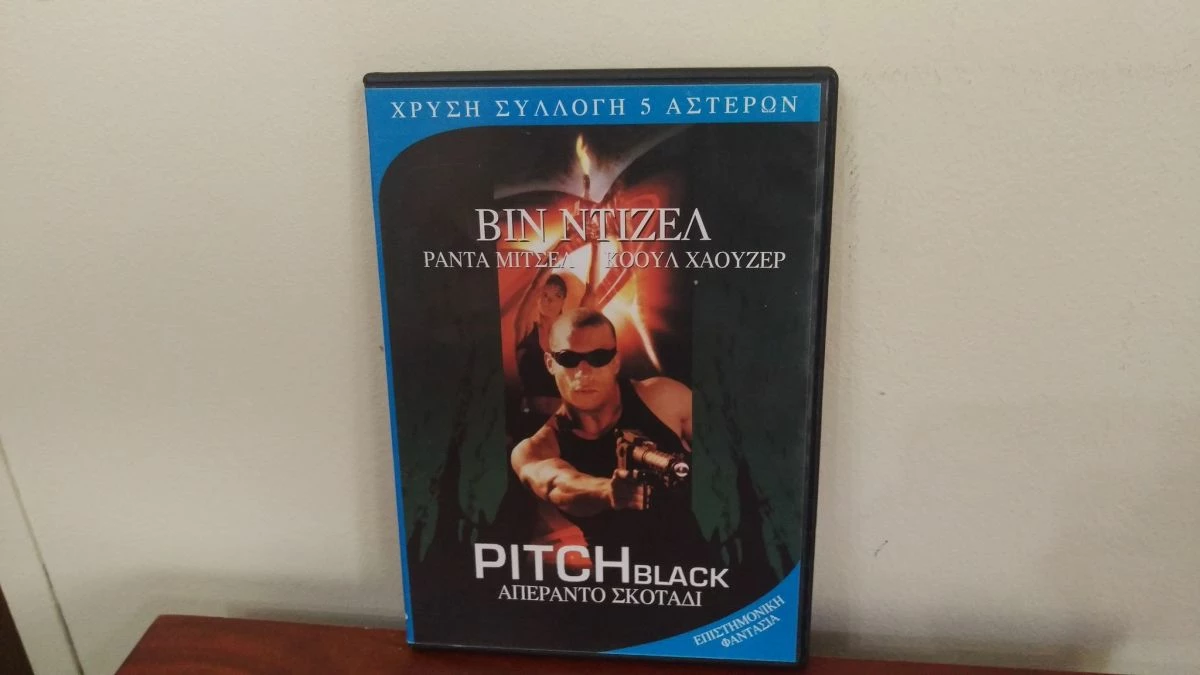 ΧΡΥΣΗ ΣΥΛΛΟΓΗ 5 ΑΣΤΕΡΩΝ
ΒΙΝ ΝΤΙΖΕΛ
ΡΑΝΤΑ ΜΙΤΣΕΛ ΚΟΟΥΛ ΧΑΟΥΖΕΡ
PITCH BLACK
ΑΠΕΡΑΝΤΟ ΣΚΟΤΑΔΙ
ΕΠΙΣΤΗΜΟΝΙΚΗ
ΦΑΝΤΑΣΙΑ